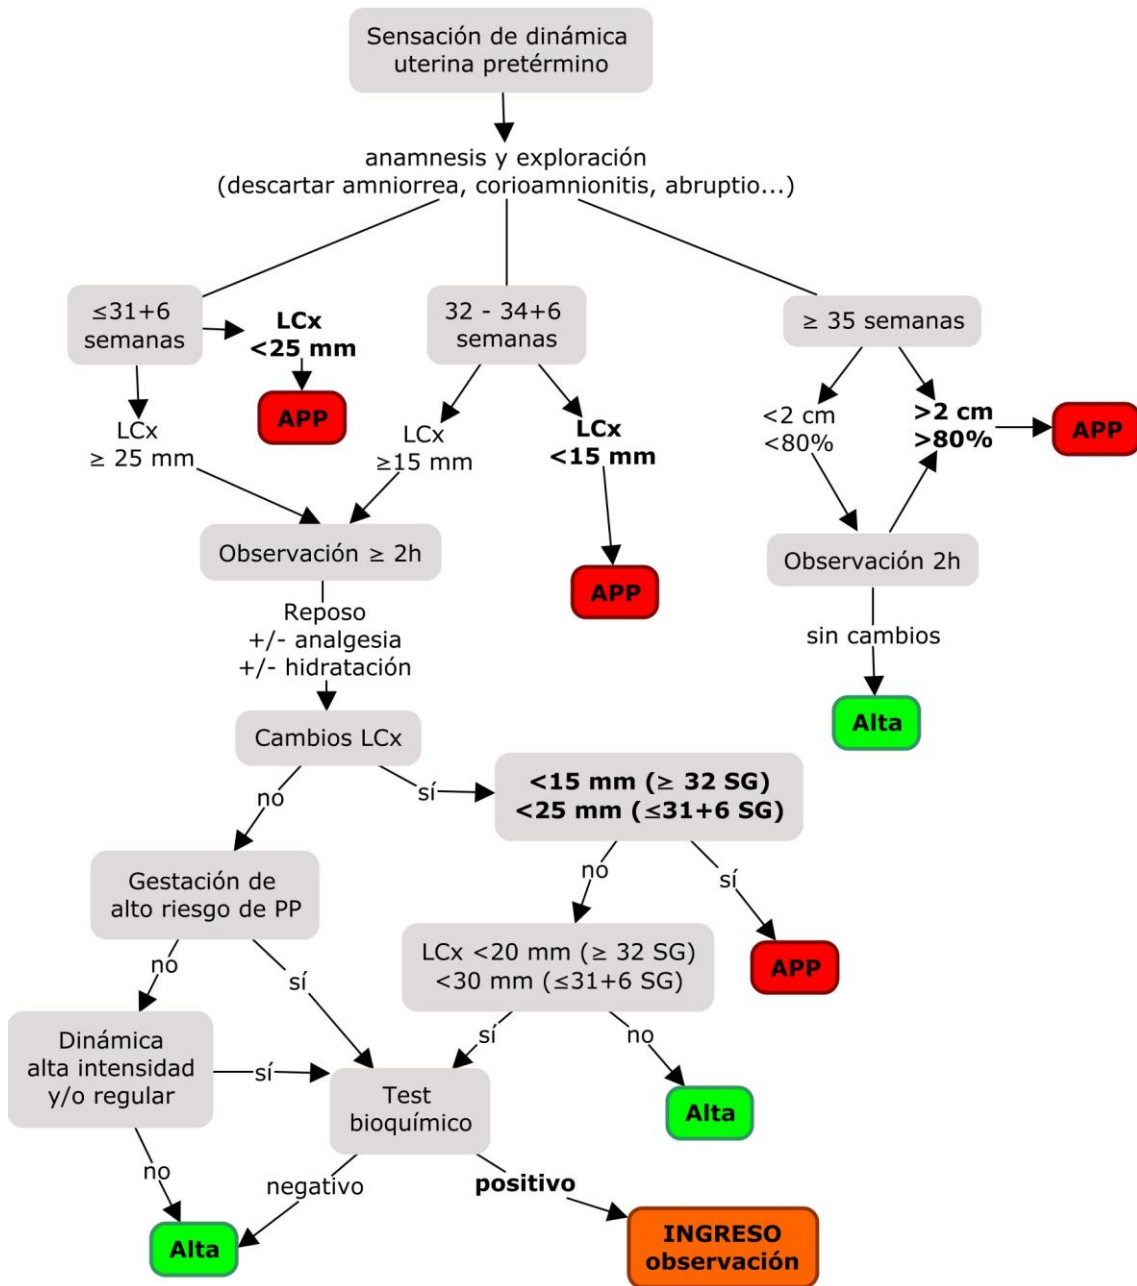 Sensación de dinámica
uterina pretérmino
anamnesis y exploración
(descartar amniorrea, corioamnionitis, abruptio...)
≤31+6
semanas
LCx
<25 mm
APP
LCx
≥ 25 mm
32 - 34+6
semanas
LCx
≥15 mm
LCx
<15 mm
APP
≥ 35 semanas
<2 cm
<80%
>2 cm
>80%
APP
Observación 2h
sin cambios
Alta
Observación ≥ 2h
Reposo
+/- analgesia
+/- hidratación
Cambios LCx
no
sí
<15 mm (≥ 32 SG)
<25 mm (≤31+6 SG)
no
sí
APP
Gestación de
alto riesgo de PP
no
sí
LCx <20 mm (≥ 32 SG)
<30 mm (≤31+6 SG)
sí
no
Alta
Dinámica
alta intensidad
y/o regular
sí
no
Test
bioquímico
negativo
positivo
Alta
INGRESO
observación